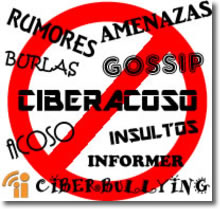 RUMORES
AMENAZAS
BURLAS
GOSSIP
CIBERACOSO
ACOSO
INSULTOS
INFORMER
CIBERBULLYING